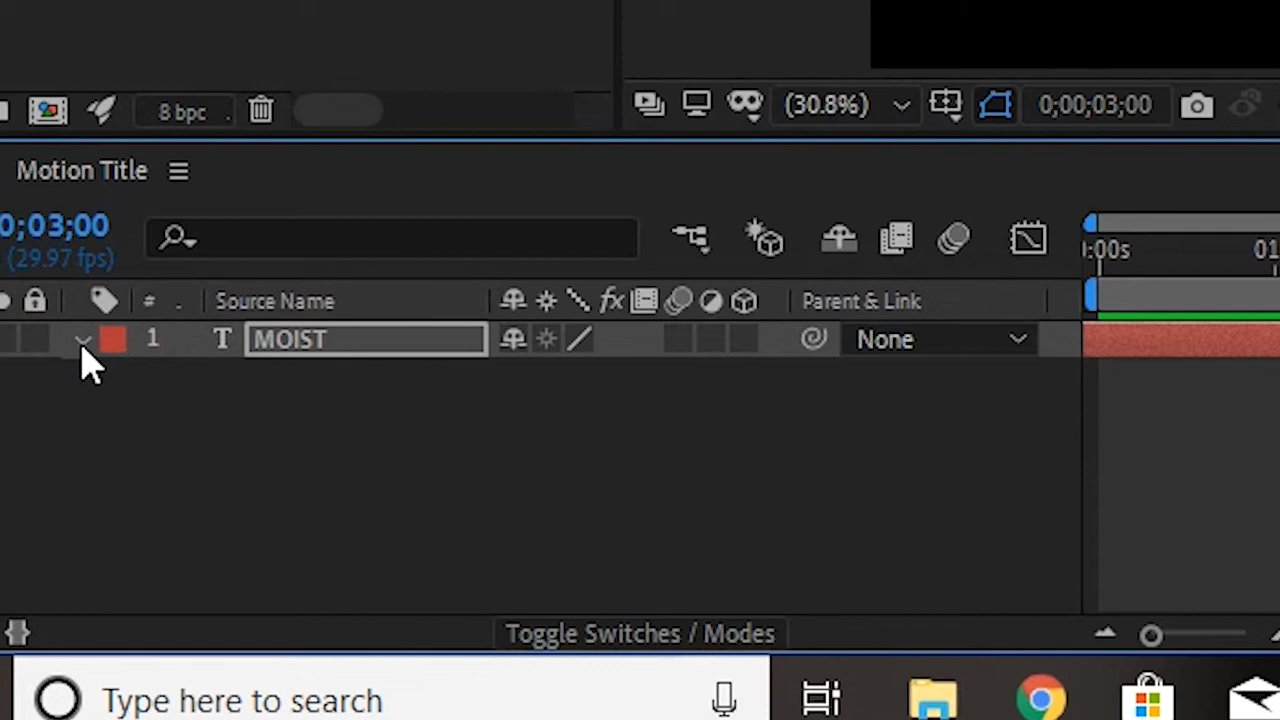 8 bpc
(30.8%)
0;00;03;00
Motion Title
0;03;00
(29.97 fps)
:00s
01
#
Source Name
fx
Parent & Link
1
T
MOIST
None
Toggle Switches / Modes
Type here to search